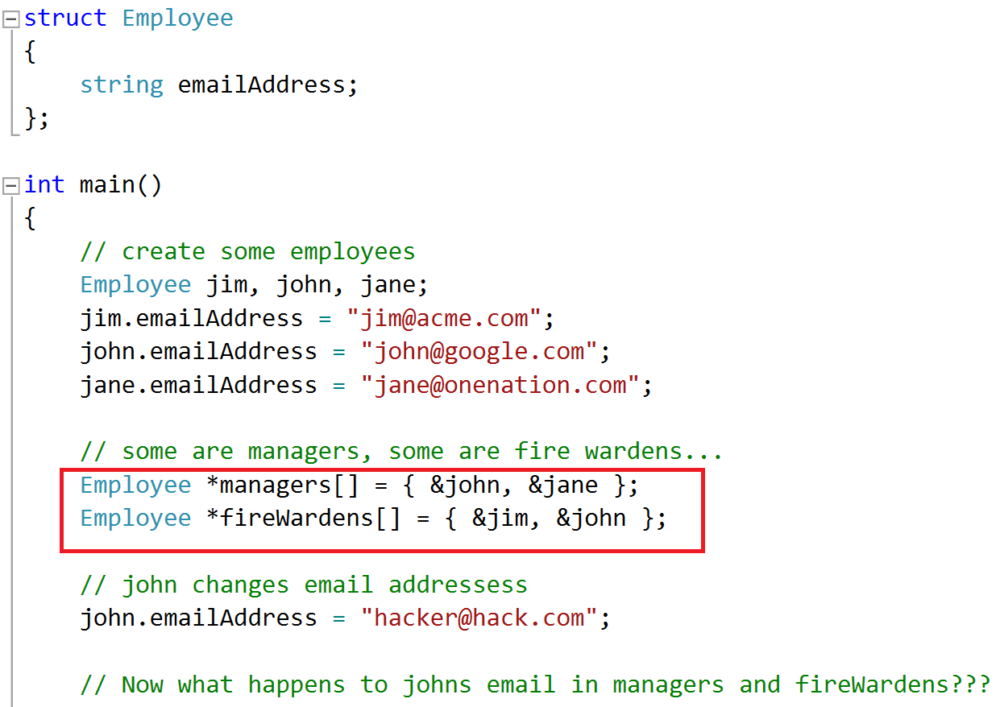 struct Employee
{
string emailAddress;
};
int main()
{
// create some employees
Employee jim, john, jane;
jim.emailAddress = "jim@acme.com";
john.emailAddress = "john@google.com";
jane.emailAddress = "jane@onenation.com";
// some are managers, some are fire wardens...
Employee *managers[] = { &john, &jane };
Employee *fireWardens[] = { &jim, &john };
// john changes email addressess
john.emailAddress = "hacker@hack.com";
// Now what happens to johns email in managers and fireWardens???